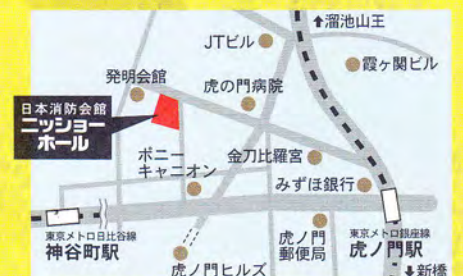 ↑溜池山王
JTビル
霞ヶ関ビル
発明会館
虎の門病院
日本消防会館
ニッショー
ホール
ポニー
キャニオン
金刀比羅宮
みずほ銀行
東京メトロ日比谷線
神谷町駅
虎ノ門ヒルズ
虎ノ門
郵便局
東京メトロ銀座線
虎ノ門駅
↓新橋